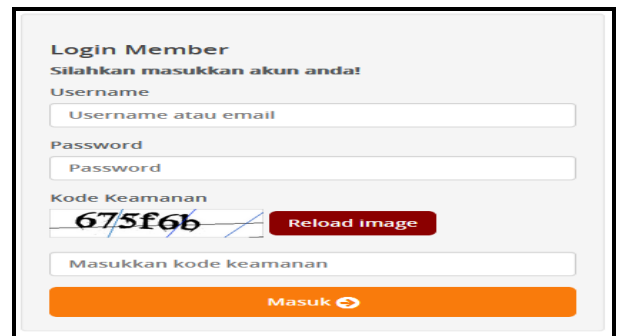 Login Member
Silahkan masukkan akun anda!
Username
Username atau email
Password
Password
Kode Keamanan
675f6b
Reload image
Masukkan kode keamanan
Masuk